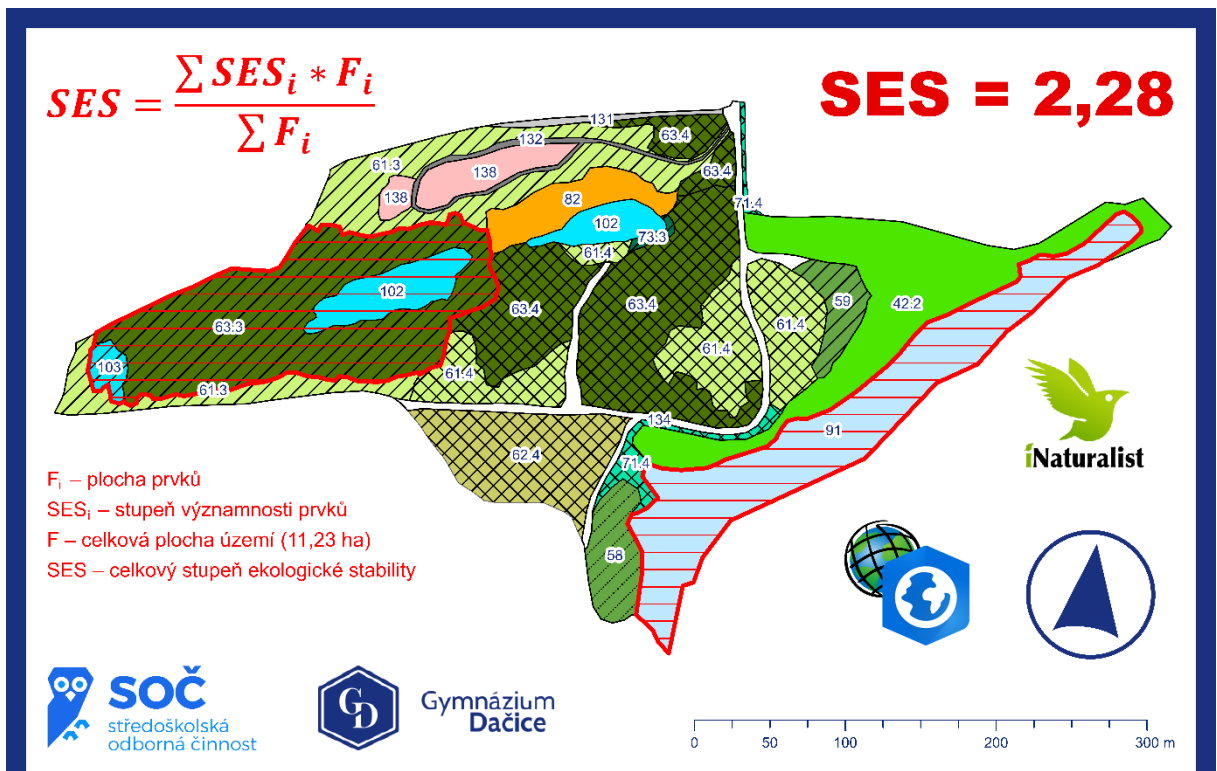 SES = ∑ SESᵢ * Fᵢ / ∑ Fᵢ
SES = 2,28
131
132
63.4
61.3
138
138
63.4
82
71.4
102
73.3
61.4
102
63.4
63.4
59
42.2
63.3
61.4
61.4
103
61.4
61.3
134
91
62.4
71.4
58
iNaturalist
Fᵢ – plocha prvků
SESᵢ – stupeň významnosti prvků
F – celková plocha území (11,23 ha)
SES – celkový stupeň ekologické stability
SOČ
středoškolská
odborná činnost
GD
Gymnázium
Dačice
0 50 100 200 300 m